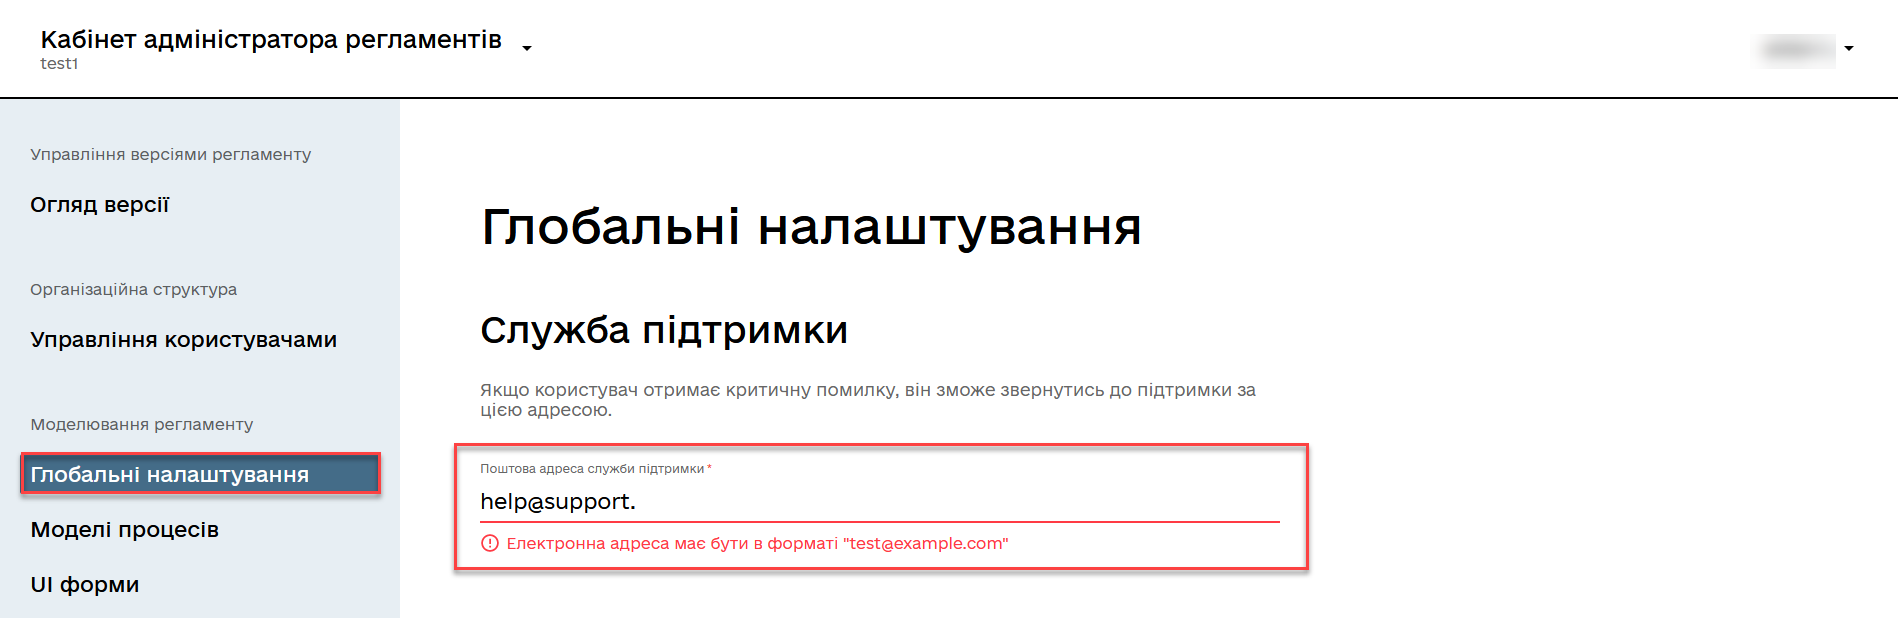 Кабінет адміністратора регламентів
test1
Управління версіями регламенту
Огляд версії
Організаційна структура
Управління користувачами
Моделювання регламенту
Глобальні налаштування
Моделі процесів
UI форми
Глобальні налаштування
Служба підтримки
Якщо користувач отримає критичну помилку, він зможе звернутись до підтримки за
цією адресою.
Поштова адреса служби підтримки*
help@support.
Електронна адреса має бути в форматі "test@example.com"